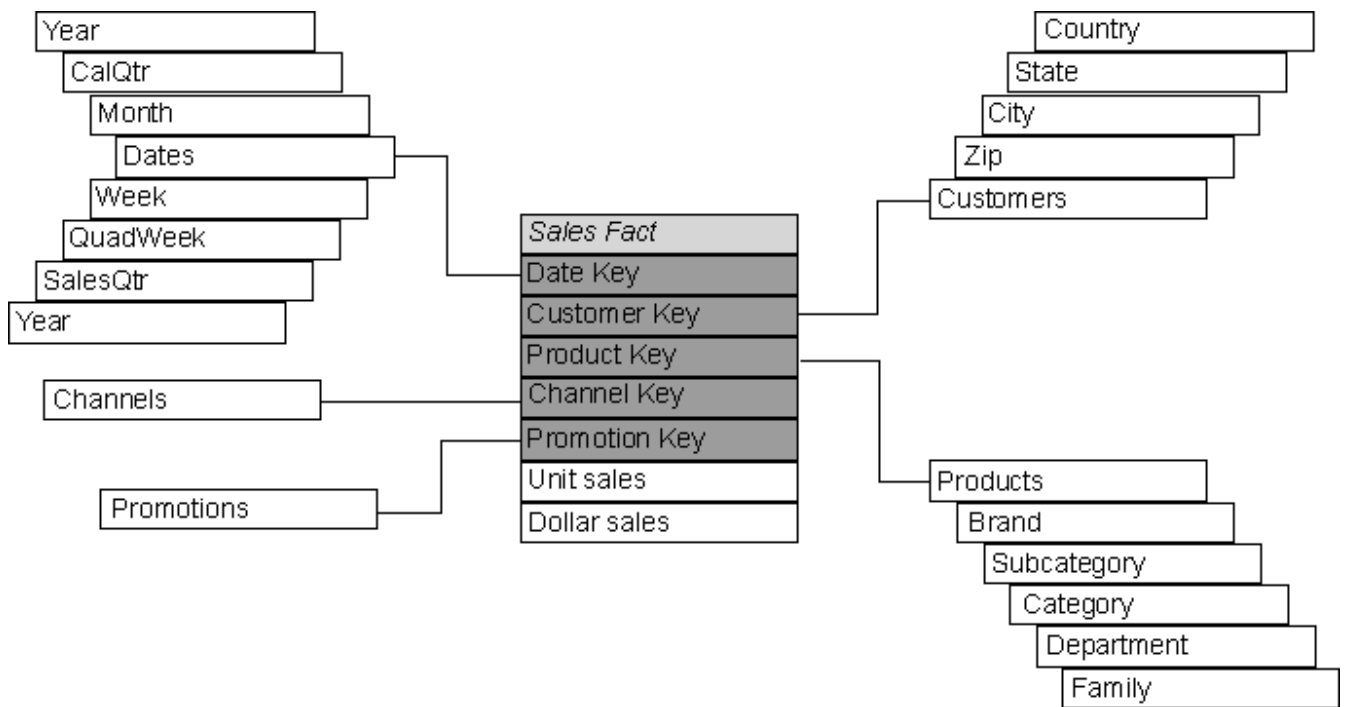 Year
CalQtr
Month
Dates
Week
QuadWeek
SalesQtr
Year
Channels
Promotions
Sales Fact
Date Key
Customer Key
Product Key
Channel Key
Promotion Key
Unit sales
Dollar sales
Country
State
City
Zip
Customers
Products
Brand
Subcategory
Category
Department
Family